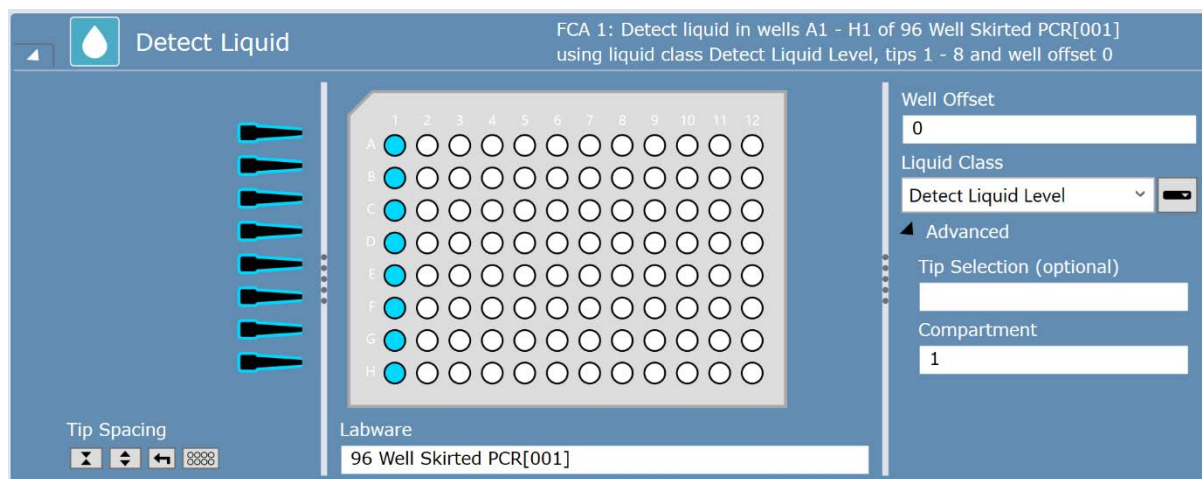 Detect Liquid
FCA 1: Detect liquid in wells A1 - H1 of 96 Well Skirted PCR[001]
using liquid class Detect Liquid Level, tips 1 - 8 and well offset 0
1 2 3 4 5 6 7 8 9 10 11 12
A
B
C
D
E
F
G
H
Tip Spacing
Labware
96 Well Skirted PCR[001]
Well Offset
0
Liquid Class
Detect Liquid Level
Advanced
Tip Selection (optional)
Compartment
1